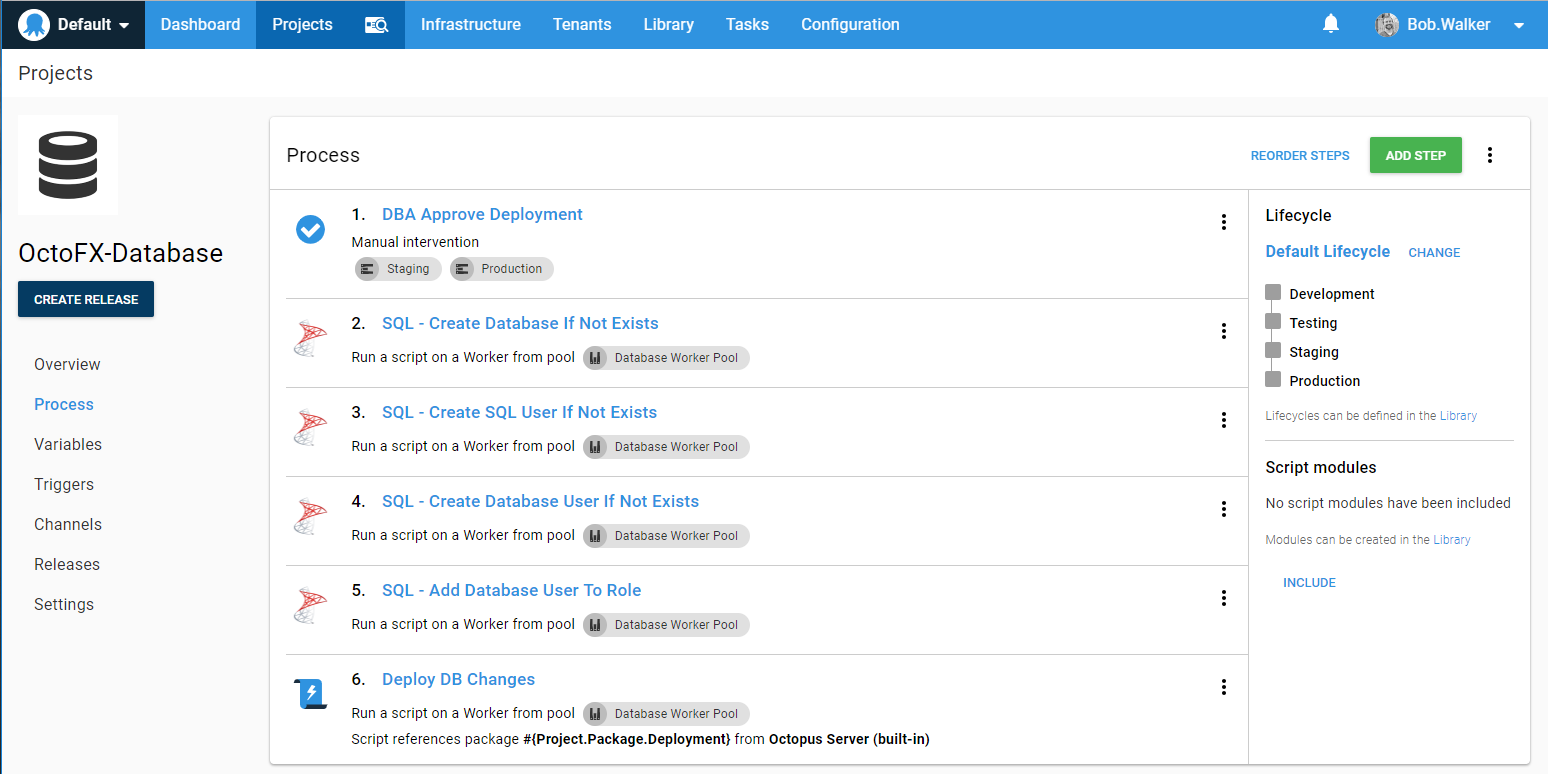 Default Dashboard Projects Infrastructure Tenants Library Tasks Configuration Bob.Walker
Projects
OctoFX-Database
CREATE RELEASE
Overview
Process
Variables
Triggers
Channels
Releases
Settings
Process
REORDER STEPS ADD STEP
1. DBA Approve Deployment
Manual intervention
Staging Production
2. SQL - Create Database If Not Exists
Run a script on a Worker from pool Database Worker Pool
3. SQL - Create SQL User If Not Exists
Run a script on a Worker from pool Database Worker Pool
4. SQL - Create Database User If Not Exists
Run a script on a Worker from pool Database Worker Pool
5. SQL - Add Database User To Role
Run a script on a Worker from pool Database Worker Pool
6. Deploy DB Changes
Run a script on a Worker from pool Database Worker Pool
Script references package #{Project.Package.Deployment} from Octopus Server (built-in)
Lifecycle
Default Lifecycle CHANGE
Development
Testing
Staging
Production
Lifecycles can be defined in the Library
Script modules
No script modules have been included
Modules can be created in the Library
INCLUDE